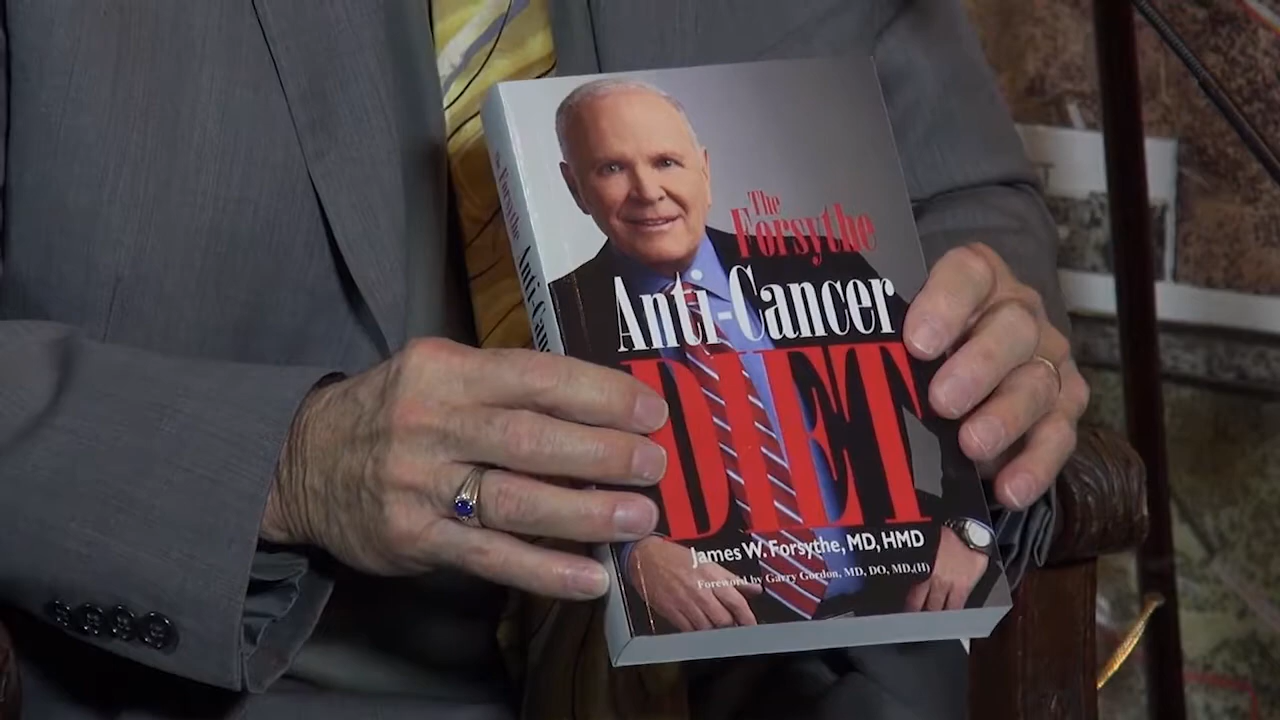 The
Forsythe
Anti-Cancer
DIET
James W. Forsythe, MD, HMD
Foreword by Garry Gordon, MD, DO, MD,(H)
The Forsythe Anti-Can